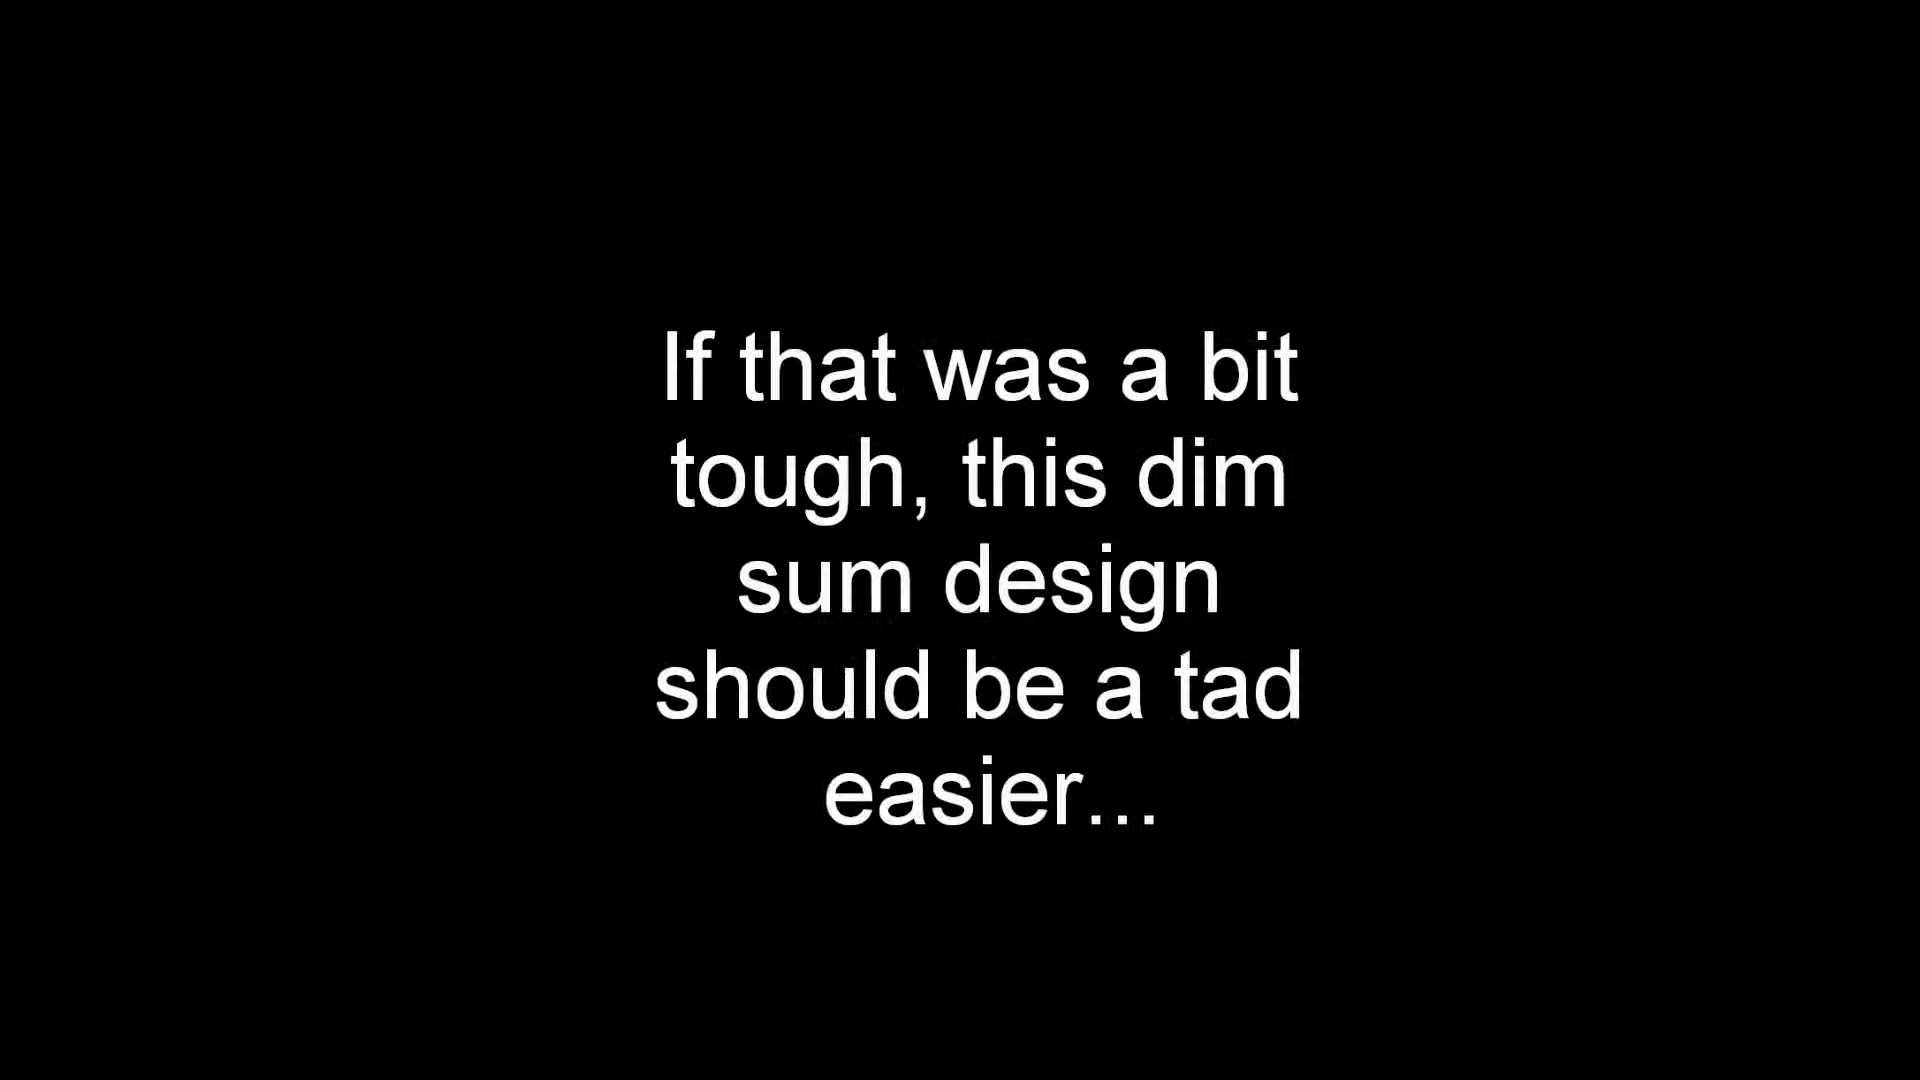 If that was a bit
tough, this dim
sum design
should be a tad
easier...